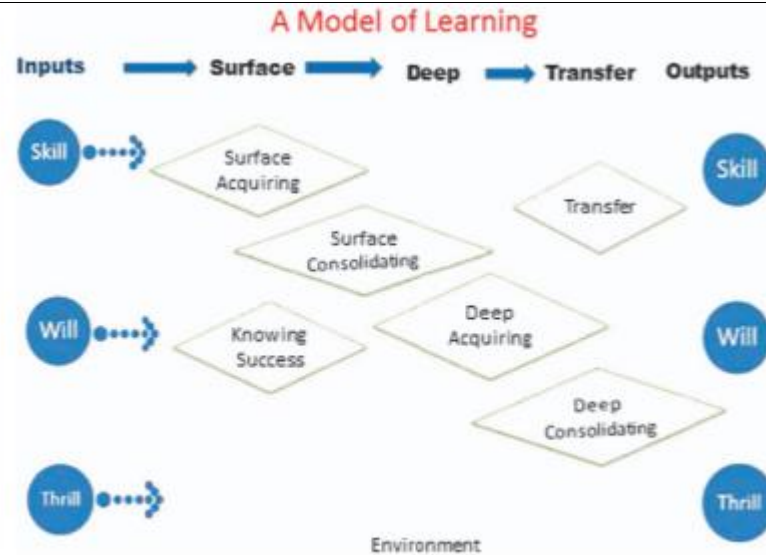 A Model of Learning
Inputs Surface Deep Transfer Outputs
Skill
Surface
Acquiring
Transfer
Skill
Surface
Consolidating
Will
Knowing
Success
Deep
Acquiring
Will
Deep
Consolidating
Thrill
Thrill
Environment